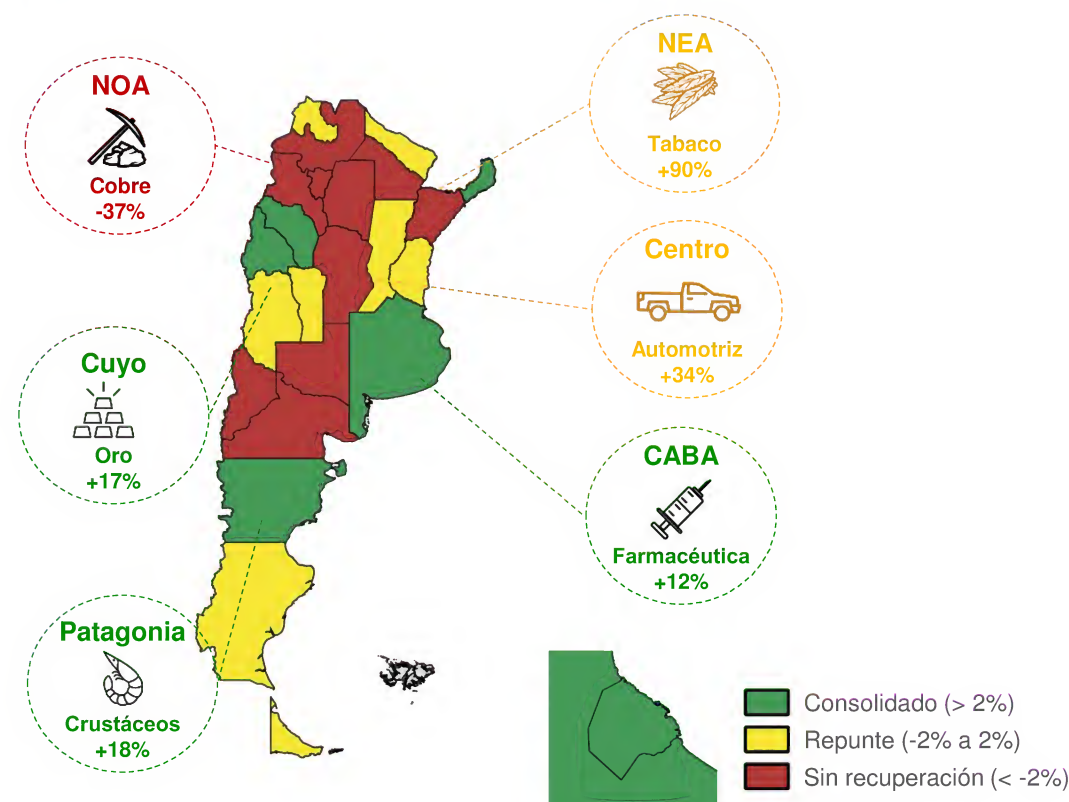 NOA
Cobre
-37%
NEA
Tabaco
+90%
Centro
Automotriz
+34%
Cuyo
Oro
+17%
CABA
Farmacéutica
+12%
Patagonia
Crustáceos
+18%
Consolidado (> 2%)
Repunte (-2% a 2%)
Sin recuperación (< -2%)